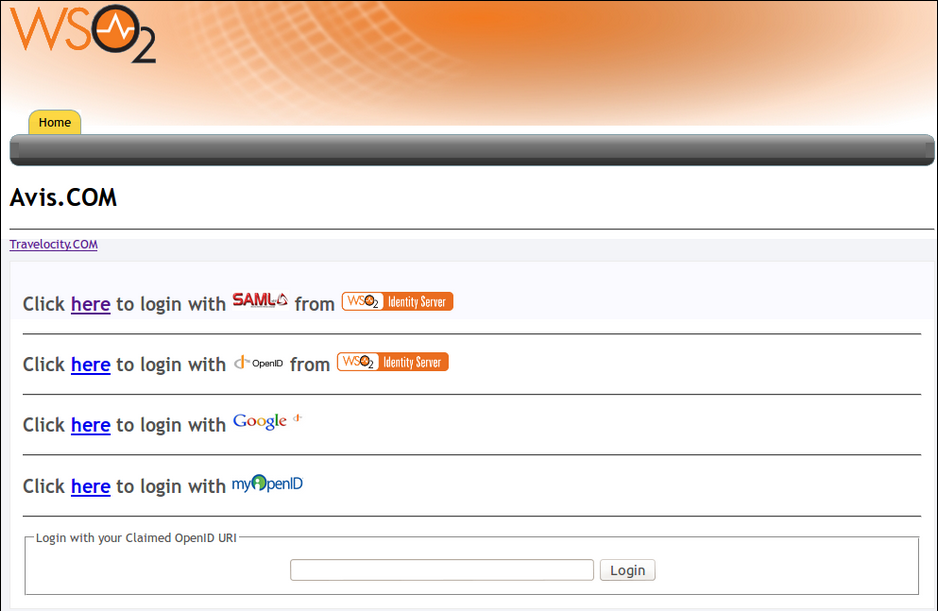 WSO2
Home
Avis.COM
Travelocity.COM
Click here to login with SAML from WSO2 Identity Server
Click here to login with OpenID from WSO2 Identity Server
Click here to login with Google
Click here to login with myOpenID
Login with your Claimed OpenID URI
Login